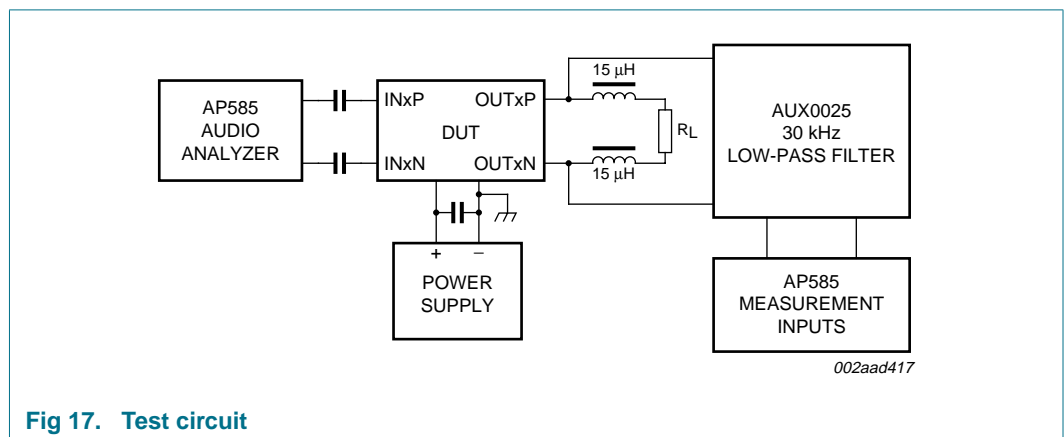 AP585
AUDIO
ANALYZER
INxP
INxN
OUTxP
OUTxN
DUT
15 μH
RL
15 μH
AUX0025
30 kHz
LOW-PASS FILTER
+ −
POWER
SUPPLY
AP585
MEASUREMENT
INPUTS
002aad417
Fig 17. Test circuit